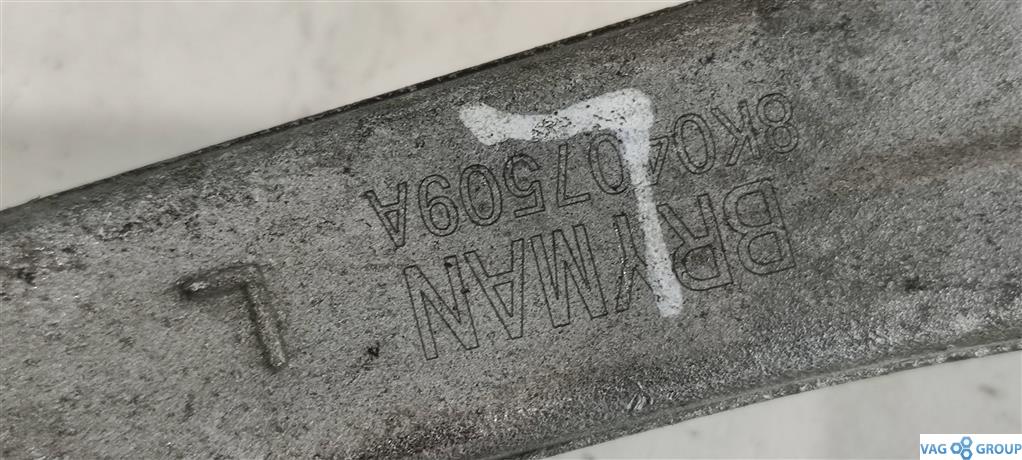 BRYMAN
8K0407509A
L
L
VAG GROUP